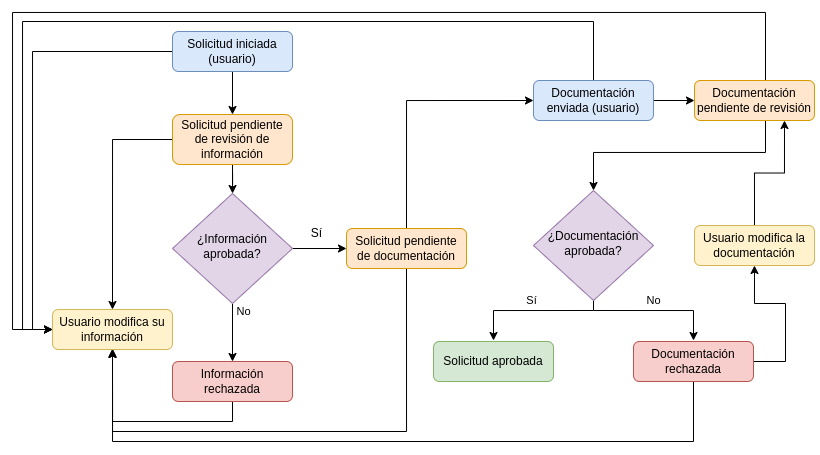 Solicitud iniciada
(usuario)
Solicitud pendiente
de revisión de
información
¿Información
aprobada?
Sí
No
Solicitud pendiente
de documentación
Usuario modifica su
información
Información
rechazada
Documentación
enviada (usuario)
Documentación
pendiente de revisión
¿Documentación
aprobada?
Sí
No
Usuario modifica la
documentación
Solicitud aprobada
Documentación
rechazada